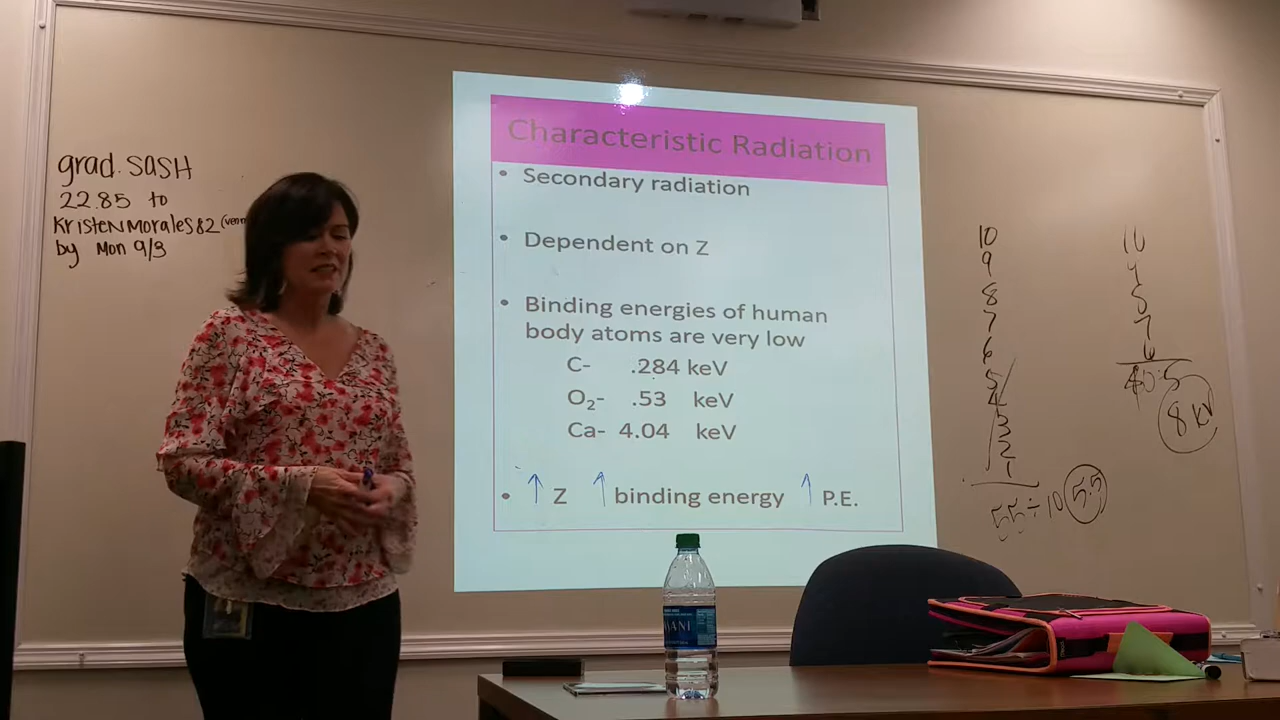 grad. SASH
22.85 to
KristenMorales82
by Mon 9/3
Characteristic Radiation
• Secondary radiation
• Dependent on Z
• Binding energies of human
body atoms are very low
C- .284 keV
O₂- .53 keV
Ca- 4.04 keV
• ↑ Z ↑ binding energy ↑ P.E.
10
9
8
7
6
5
4
3
2
1
55÷10 5.5
10
9
8
7
6
40÷5
8 kV